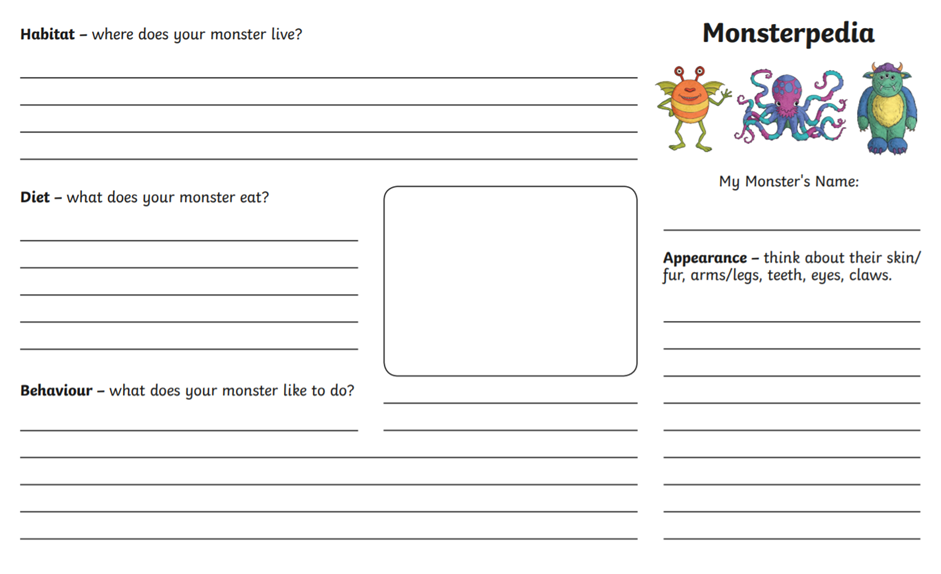 Habitat – where does your monster live?
Diet – what does your monster eat?
Behaviour – what does your monster like to do?
Monsterpedia
My Monster's Name:
Appearance – think about their skin/
fur, arms/legs, teeth, eyes, claws.